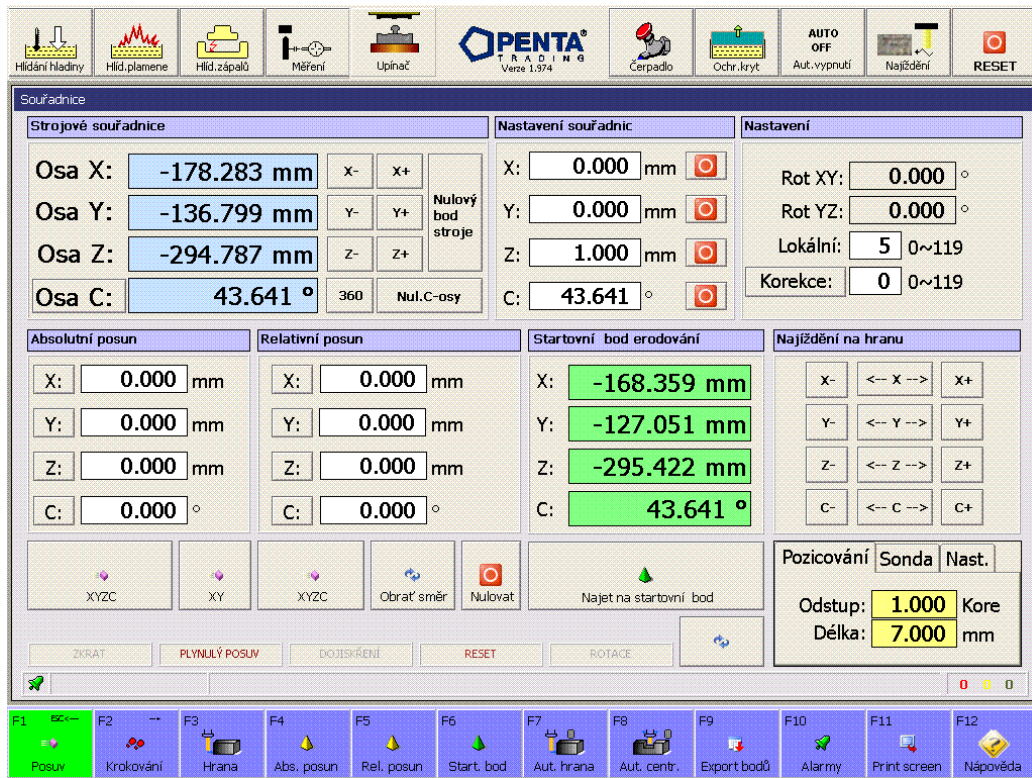 Hlídání hladiny Hlíd.plamene Hlíd.zápalů Měření Upínač PENTA® TRADING Verze 1.974 Čerpadlo Ochr.kryt AUTO OFF Aut.vypnutí Najíždění RESET
Souřadnice
Strojové souřadnice
Osa X: -178.283 mm X- X+
Osa Y: -136.799 mm Y- Y+
Osa Z: -294.787 mm Z- Z+
Nulový bod stroje
Osa C: 43.641 ° 360 Nul.C-osy
Nastavení souřadnic
X: 0.000 mm
Y: 0.000 mm
Z: 1.000 mm
C: 43.641 °
Nastavení
Rot XY: 0.000 °
Rot YZ: 0.000 °
Lokální: 5 0~119
Korekce: 0 0~119
Absolutní posun
X: 0.000 mm
Y: 0.000 mm
Z: 0.000 mm
C: 0.000 °
Relativní posun
X: 0.000 mm
Y: 0.000 mm
Z: 0.000 mm
C: 0.000 °
Startovní bod erodování
X: -168.359 mm
Y: -127.051 mm
Z: -295.422 mm
C: 43.641 °
Najíždění na hranu
X- <-- X --> X+
Y- <-- Y --> Y+
Z- <-- Z --> Z+
C- <-- C --> C+
XYZC XY XYZC Obrať směr Nulovat Najet na startovní bod
Pozicování Sonda Nast.
Odstup: 1.000 Kore
Délka: 7.000 mm
ZKRAT PLYNULÝ POSUV DOJISKŘENÍ RESET ROTACE
0 0 0
F1 ESC<— Posuv
F2 → Krokování
F3 Hrana
F4 Abs. posun
F5 Rel. posun
F6 Start. bod
F7 Aut. hrana
F8 Aut. centr.
F9 Export bodů
F10 Alarmy
F11 Print screen
F12 Nápověda